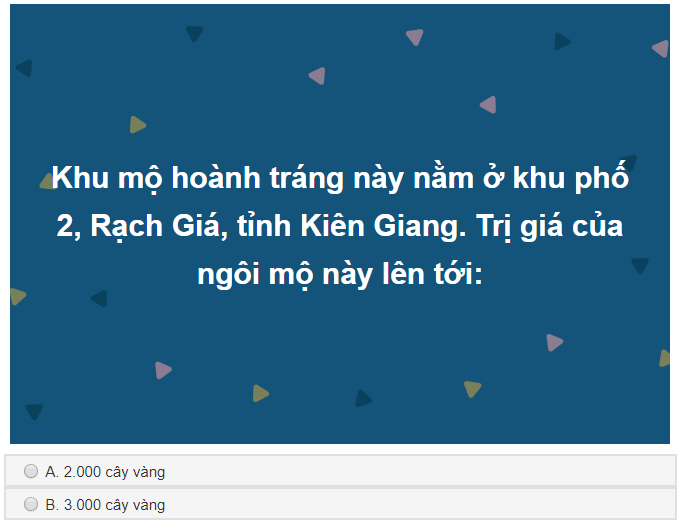 Khu mộ hoành tráng này nằm ở khu phố
2, Rạch Giá, tỉnh Kiên Giang. Trị giá của
ngôi mộ này lên tới:
A. 2.000 cây vàng
B. 3.000 cây vàng